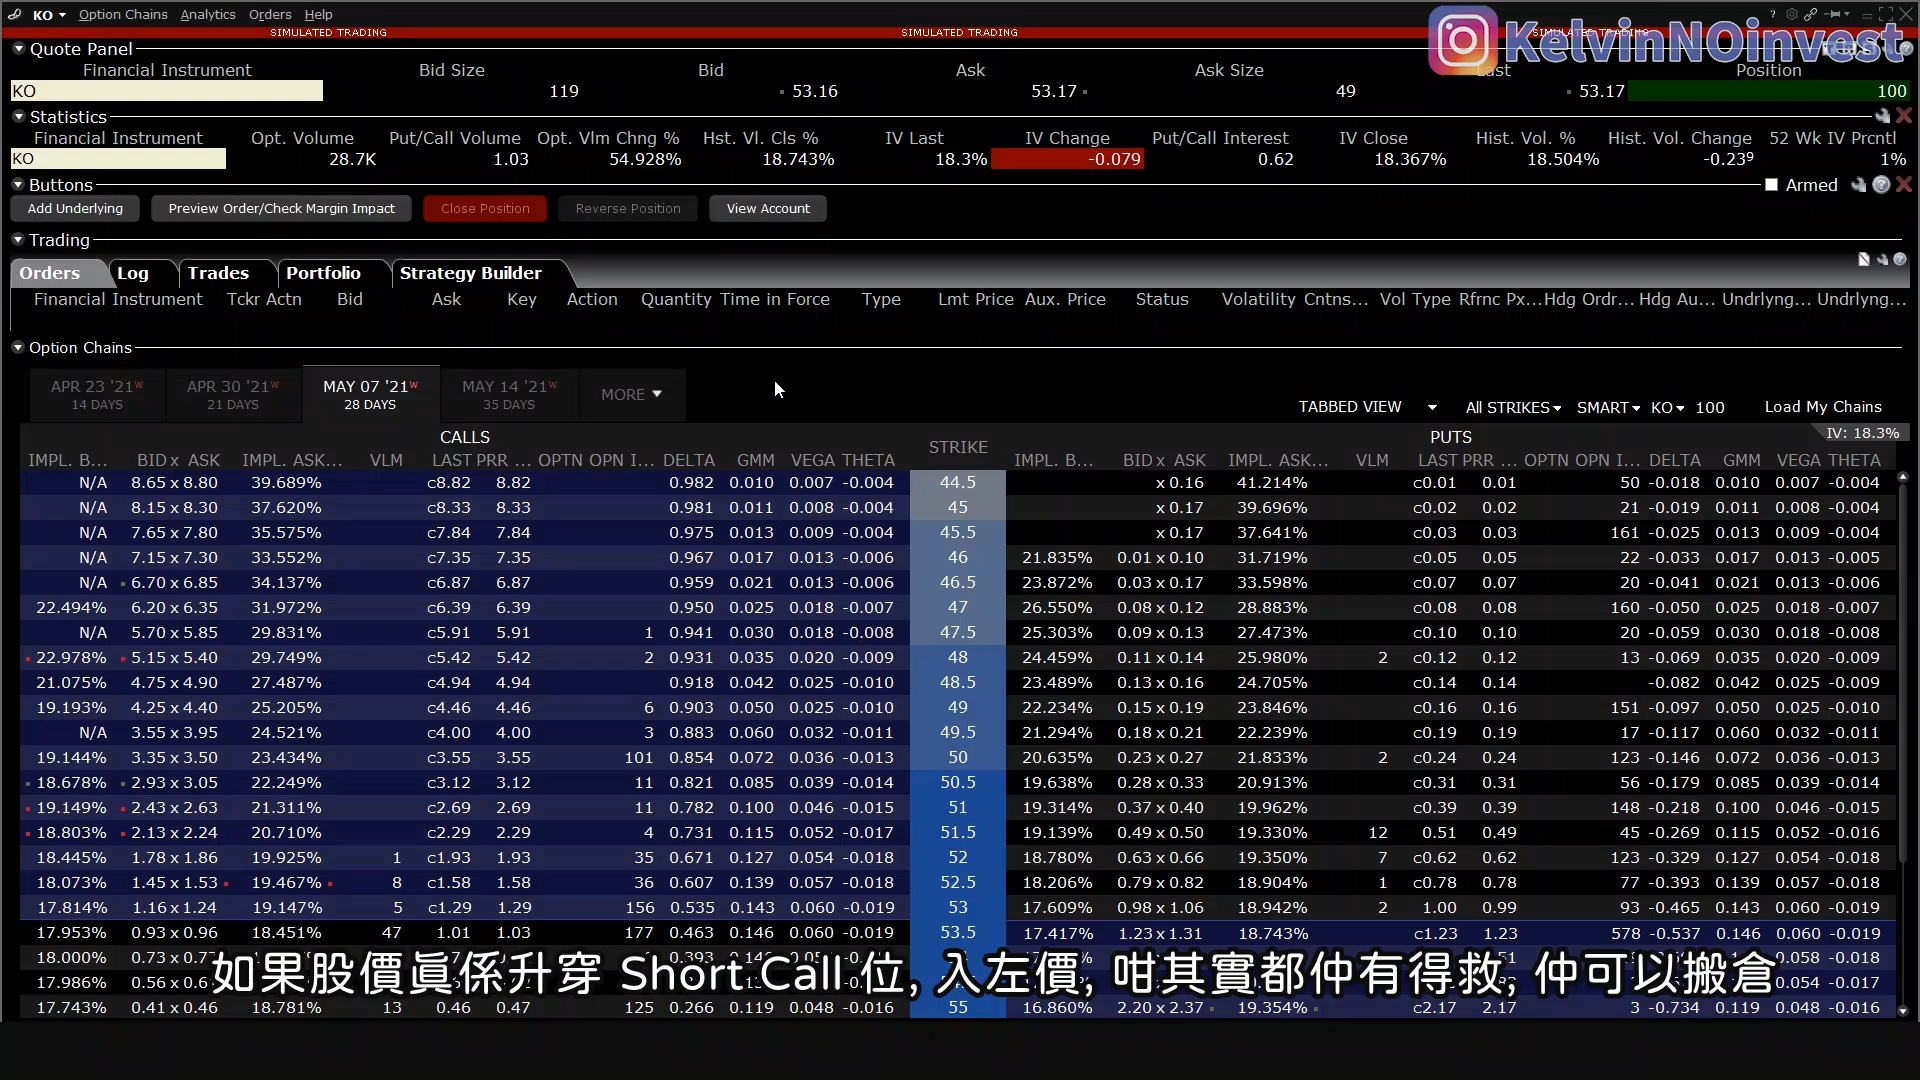 KO Option Chains Analytics Orders Help
SIMULATED TRADING SIMULATED TRADING SIMULATED TRADING
KelvinNOinvest
Quote Panel
Financial Instrument Bid Size Bid Ask Ask Size Last Position
KO 119 53.16 53.17 49 53.17 100
Statistics
Financial Instrument Opt. Volume Put/Call Volume Opt. Vlm Chng % Hst. Vl. Cls % IV Last IV Change Put/Call Interest IV Close Hist. Vol. % Hist. Vol. Change 52 Wk IV Prcntl
KO 28.7K 1.03 54.928% 18.743% 18.3% -0.079 0.62 18.367% 18.504% -0.239 1%
Buttons Armed
Add Underlying Preview Order/Check Margin Impact Close Position Reverse Position View Account
Trading
Orders Log Trades Portfolio Strategy Builder
Financial Instrument Tckr Actn Bid Ask Key Action Quantity Time in Force Type Lmt Price Aux. Price Status Volatility Cntns... Vol Type Rfrnc Px... Hdg Ordr... Hdg Au... Undrlyng... Undrlyng...
Option Chains
APR 23 '21W APR 30 '21W MAY 07 '21W MAY 14 '21W MORE
14 DAYS 21 DAYS 28 DAYS 35 DAYS
TABBED VIEW All STRIKES SMART KO 100 Load My Chains
CALLS STRIKE PUTS IV: 18.3%
IMPL. B... BID x ASK IMPL. ASK... VLM LAST PRR ... OPTN OPN I... DELTA GMM VEGA THETA IMPL. B... BID x ASK IMPL. ASK... VLM LAST PRR ... OPTN OPN I... DELTA GMM VEGA THETA
N/A 8.65 x 8.80 39.689% c8.82 8.82 0.982 0.010 0.007 -0.004 44.5 x 0.16 41.214% c0.01 0.01 50 -0.018 0.010 0.007 -0.004
N/A 8.15 x 8.30 37.620% c8.33 8.33 0.981 0.011 0.008 -0.004 45 x 0.17 39.696% c0.02 0.02 21 -0.019 0.011 0.008 -0.004
N/A 7.65 x 7.80 35.575% c7.84 7.84 0.975 0.013 0.009 -0.004 45.5 x 0.17 37.641% c0.03 0.03 161 -0.025 0.013 0.009 -0.004
N/A 7.15 x 7.30 33.552% c7.35 7.35 0.967 0.017 0.013 -0.006 46 21.835% 0.01 x 0.10 31.719% c0.05 0.05 22 -0.033 0.017 0.013 -0.005
N/A 6.70 x 6.85 34.137% c6.87 6.87 0.959 0.021 0.013 -0.006 46.5 23.872% 0.03 x 0.17 33.598% c0.07 0.07 20 -0.041 0.021 0.013 -0.006
22.494% 6.20 x 6.35 31.972% c6.39 6.39 0.950 0.025 0.018 -0.007 47 26.550% 0.08 x 0.12 28.883% c0.08 0.08 160 -0.050 0.025 0.018 -0.007
N/A 5.70 x 5.85 29.831% c5.91 5.91 1 0.941 0.030 0.018 -0.008 47.5 25.303% 0.09 x 0.13 27.473% c0.10 0.10 20 -0.059 0.030 0.018 -0.008
22.978% 5.15 x 5.40 29.749% c5.42 5.42 2 0.931 0.035 0.020 -0.009 48 24.459% 0.11 x 0.14 25.980% 2 c0.12 0.12 13 -0.069 0.035 0.020 -0.009
21.075% 4.75 x 4.90 27.487% c4.94 4.94 0.918 0.042 0.025 -0.010 48.5 23.489% 0.13 x 0.16 24.705% c0.14 0.14 -0.082 0.042 0.025 -0.009
19.193% 4.25 x 4.40 25.205% c4.46 4.46 6 0.903 0.050 0.025 -0.010 49 22.234% 0.15 x 0.19 23.846% c0.16 0.16 151 -0.097 0.050 0.025 -0.010
N/A 3.55 x 3.95 24.521% c4.00 4.00 3 0.883 0.060 0.032 -0.011 49.5 21.294% 0.18 x 0.21 22.239% c0.19 0.19 17 -0.117 0.060 0.032 -0.011
19.144% 3.35 x 3.50 23.434% c3.55 3.55 101 0.854 0.072 0.036 -0.013 50 20.635% 0.23 x 0.27 21.833% 2 c0.24 0.24 123 -0.146 0.072 0.036 -0.013
18.678% 2.93 x 3.05 22.249% c3.12 3.12 11 0.821 0.085 0.039 -0.014 50.5 19.638% 0.28 x 0.33 20.913% c0.31 0.31 56 -0.179 0.085 0.039 -0.014
19.149% 2.43 x 2.63 21.311% c2.69 2.69 11 0.782 0.100 0.046 -0.015 51 19.314% 0.37 x 0.40 19.962% c0.39 0.39 148 -0.218 0.100 0.046 -0.015
18.803% 2.13 x 2.24 20.710% c2.29 2.29 4 0.731 0.115 0.052 -0.017 51.5 19.139% 0.49 x 0.50 19.330% 12 0.51 0.49 45 -0.269 0.115 0.052 -0.016
18.445% 1.78 x 1.86 19.925% 1 c1.93 1.93 35 0.671 0.127 0.054 -0.018 52 18.780% 0.63 x 0.66 19.350% 7 c0.62 0.62 123 -0.329 0.127 0.054 -0.018
18.073% 1.45 x 1.53 19.467% 8 c1.58 1.58 36 0.607 0.139 0.057 -0.018 52.5 18.206% 0.79 x 0.82 18.904% 1 c0.78 0.78 77 -0.393 0.139 0.057 -0.018
17.814% 1.16 x 1.24 19.147% 5 c1.29 1.29 156 0.535 0.143 0.060 -0.019 53 17.609% 0.98 x 1.06 18.942% 2 1.00 0.99 93 -0.465 0.143 0.060 -0.019
17.953% 0.93 x 0.96 18.451% 47 1.01 1.03 177 0.463 0.146 0.060 -0.019 53.5 17.417% 1.23 x 1.31 18.743% c1.23 1.23 578 -0.537 0.146 0.060 -0.019
18.000% 0.73 x
17.986% 0.56 x
17.743% 0.41 x 0.46 18.781% 13 0.46 0.47 125 0.266 0.119 0.048 -0.016 55 16.860% 2.20 x 2.37 19.354% c2.17 2.17 3 -0.734 0.119 0.048 -0.016
如果股價真係升穿 Short Call 位, 入左價, 咁其實都仲有得救, 仲可以搬倉